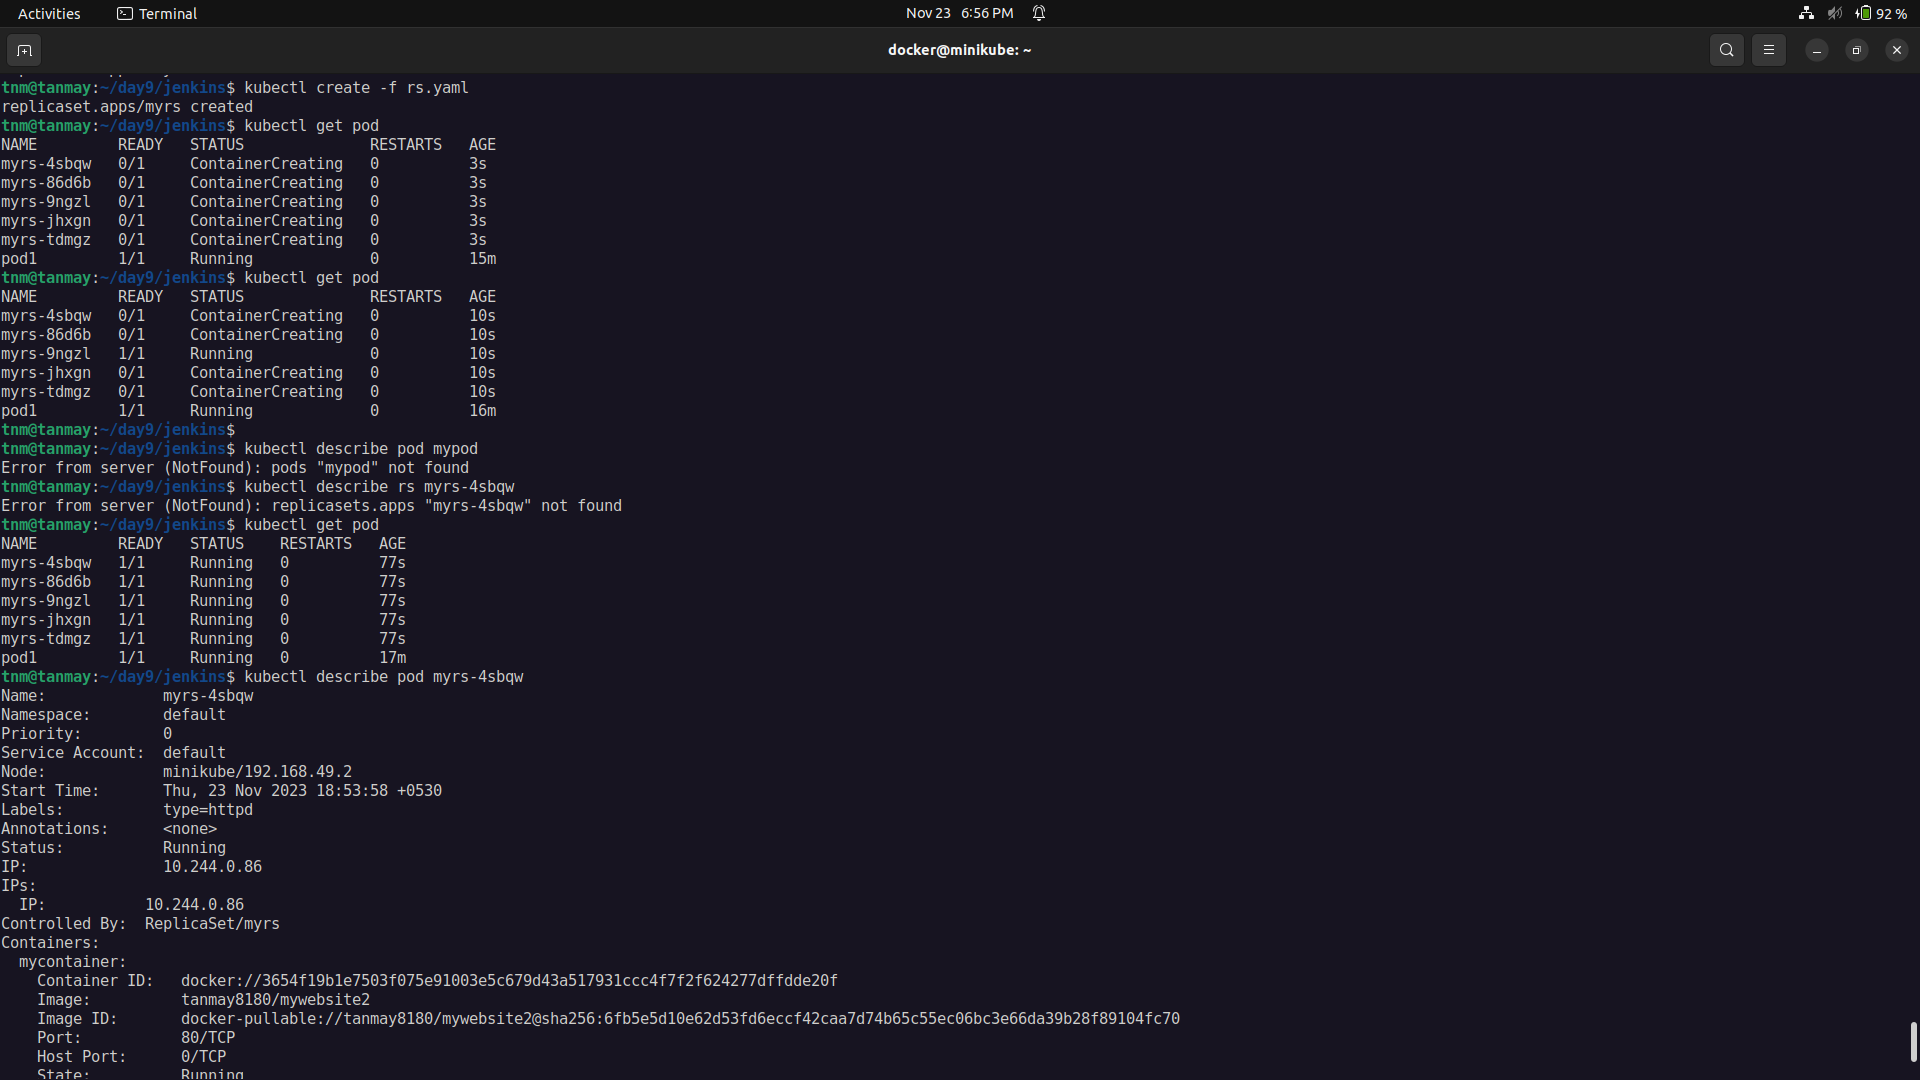 Activities Terminal Nov 23 6:56 PM 92 %
docker@minikube: ~
tnm@tanmay:~/day9/jenkins$ kubectl create -f rs.yaml
replicaset.apps/myrs created
tnm@tanmay:~/day9/jenkins$ kubectl get pod
NAME         READY   STATUS              RESTARTS   AGE
myrs-4sbqw   0/1     ContainerCreating   0          3s
myrs-86d6b   0/1     ContainerCreating   0          3s
myrs-9ngzl   0/1     ContainerCreating   0          3s
myrs-jhxgn   0/1     ContainerCreating   0          3s
myrs-tdmgz   0/1     ContainerCreating   0          3s
pod1         1/1     Running             0          15m
tnm@tanmay:~/day9/jenkins$ kubectl get pod
NAME         READY   STATUS              RESTARTS   AGE
myrs-4sbqw   0/1     ContainerCreating   0          10s
myrs-86d6b   0/1     ContainerCreating   0          10s
myrs-9ngzl   1/1     Running             0          10s
myrs-jhxgn   0/1     ContainerCreating   0          10s
myrs-tdmgz   0/1     ContainerCreating   0          10s
pod1         1/1     Running             0          16m
tnm@tanmay:~/day9/jenkins$
tnm@tanmay:~/day9/jenkins$ kubectl describe pod mypod
Error from server (NotFound): pods "mypod" not found
tnm@tanmay:~/day9/jenkins$ kubectl describe rs myrs-4sbqw
Error from server (NotFound): replicasets.apps "myrs-4sbqw" not found
tnm@tanmay:~/day9/jenkins$ kubectl get pod
NAME         READY   STATUS    RESTARTS   AGE
myrs-4sbqw   1/1     Running   0          77s
myrs-86d6b   1/1     Running   0          77s
myrs-9ngzl   1/1     Running   0          77s
myrs-jhxgn   1/1     Running   0          77s
myrs-tdmgz   1/1     Running   0          77s
pod1         1/1     Running   0          17m
tnm@tanmay:~/day9/jenkins$ kubectl describe pod myrs-4sbqw
Name:             myrs-4sbqw
Namespace:        default
Priority:         0
Service Account:  default
Node:             minikube/192.168.49.2
Start Time:       Thu, 23 Nov 2023 18:53:58 +0530
Labels:           type=httpd
Annotations:      <none>
Status:           Running
IP:               10.244.0.86
IPs:
  IP:           10.244.0.86
Controlled By:  ReplicaSet/myrs
Containers:
  mycontainer:
    Container ID:   docker://3654f19b1e7503f075e91003e5c679d43a517931ccc4f7f2f624277dffdde20f
    Image:          tanmay8180/mywebsite2
    Image ID:       docker-pullable://tanmay8180/mywebsite2@sha256:6fb5e5d10e62d53fd6eccf42caa7d74b65c55ec06bc3e66da39b28f89104fc70
    Port:           80/TCP
    Host Port:      0/TCP
    State:          Running